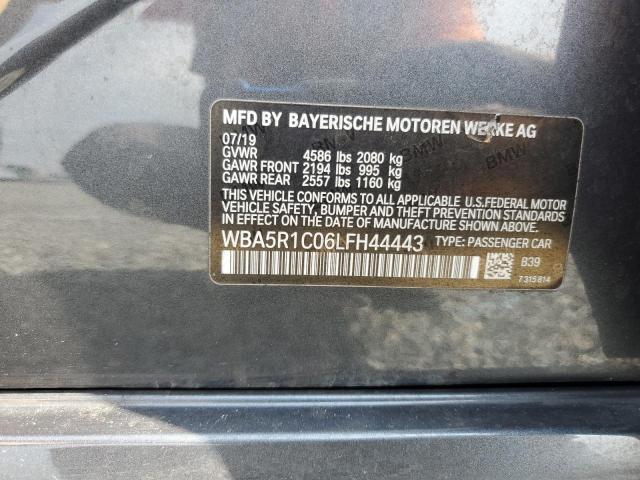 MFD BY BAYERISCHE MOTOREN WERKE AG
07/19
GVWR 4586 lbs 2080 kg
GAWR FRONT 2194 lbs 995 kg
GAWR REAR 2557 lbs 1160 kg
THIS VEHICLE CONFORMS TO ALL APPLICABLE U.S.FEDERAL MOTOR
VEHICLE SAFETY, BUMPER AND THEFT PREVENTION STANDARDS
IN EFFECT ON THE DATE OF MANUFACTURE SHOWN ABOVE.
WBA5R1C06LFH44443 TYPE: PASSENGER CAR
B39
7315814
BMW
BMW